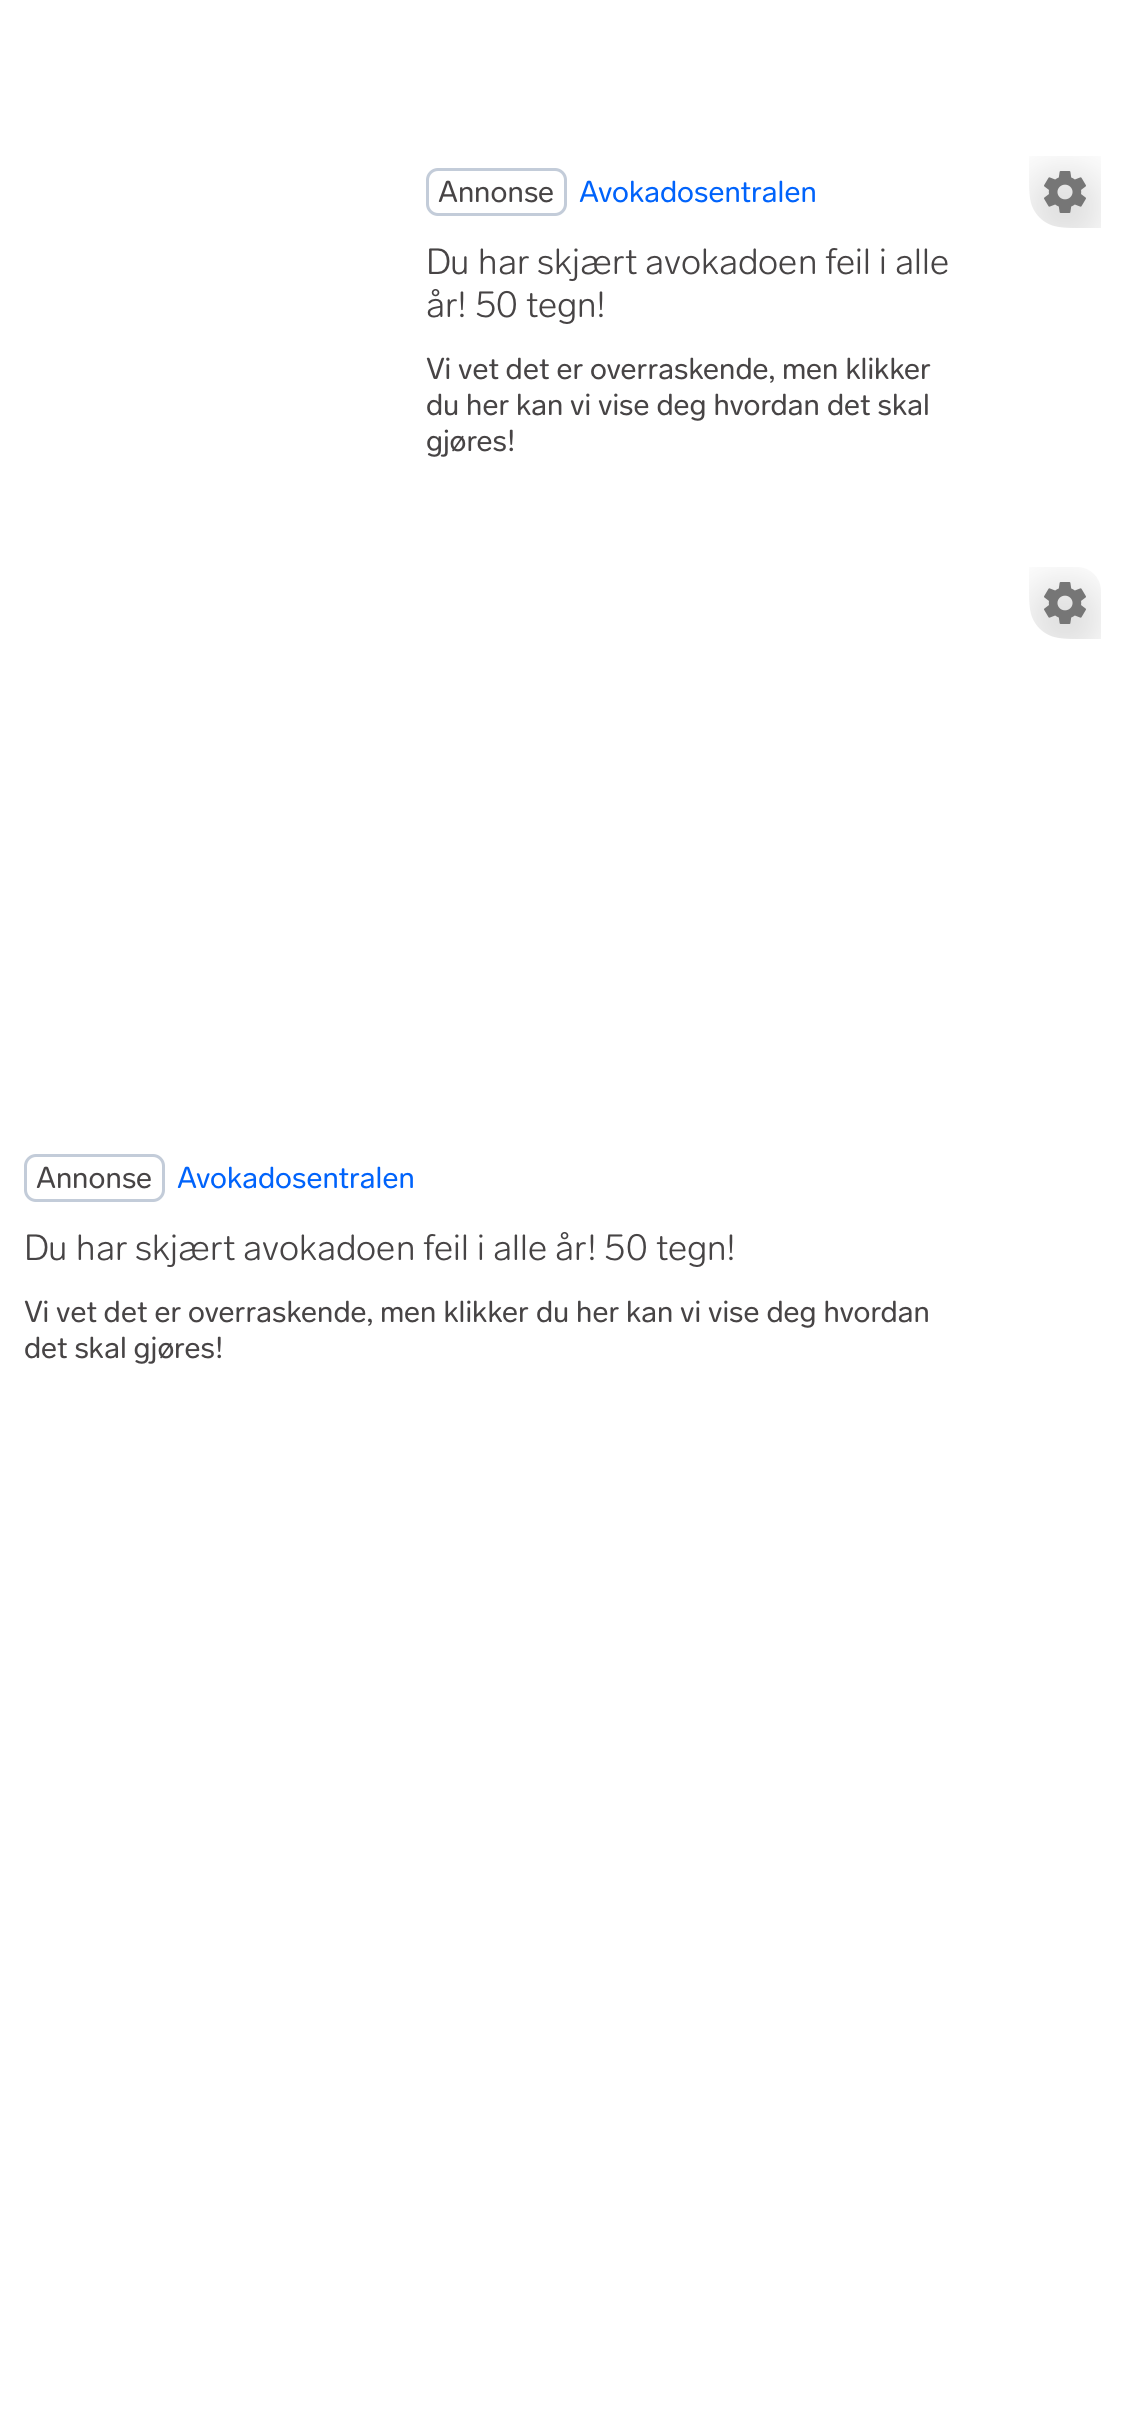 Annonse Avokadosentralen
Du har skjært avokadoen feil i alle
år! 50 tegn!
Vi vet det er overraskende, men klikker
du her kan vi vise deg hvordan det skal
gjøres!
Annonse Avokadosentralen
Du har skjært avokadoen feil i alle år! 50 tegn!
Vi vet det er overraskende, men klikker du her kan vi vise deg hvordan
det skal gjøres!